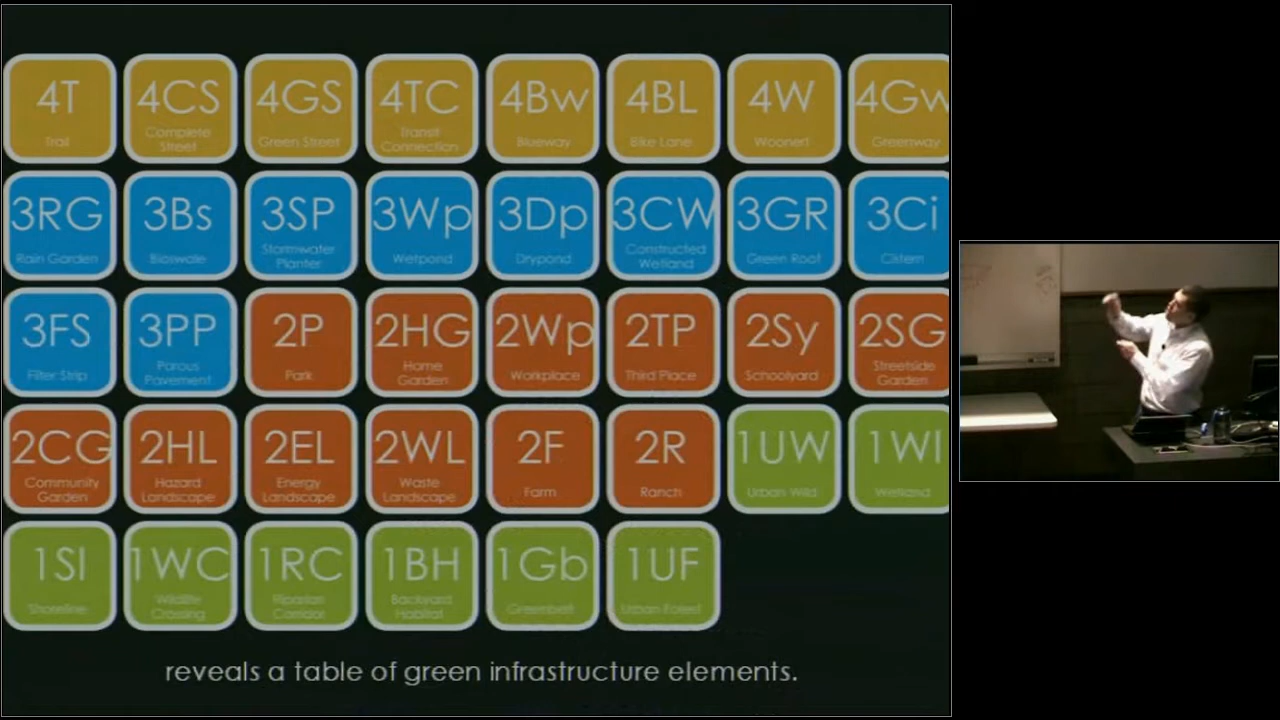 4T 4CS 4GS 4TC 4Bw 4BL 4W 4Gw
Trail Complete Street Green Street Transit Connection Blueway Bike Lane Woonerf Greenway
3RG 3Bs 3SP 3Wp 3Dp 3CW 3GR 3Ci
Rain Garden Bioswale Stormwater Planter Wetpond Drypond Constructed Wetland Green Roof Cistern
3FS 3PP 2P 2HG 2Wp 2TP 2Sy 2SG
Filter Strip Porous Pavement Park Home Garden Workplace Third Place Schoolyard Streetside Garden
2CG 2HL 2EL 2WL 2F 2R 1UW 1Wl
Community Garden Hazard Landscape Energy Landscape Waste Landscape Farm Ranch Urban Wild Wetland
1Sl 1WC 1RC 1BH 1Gb 1UF
Shoreline Wildlife Crossing Riparian Corridor Backyard Habitat Greenbelt Urban Forest
reveals a table of green infrastructure elements.